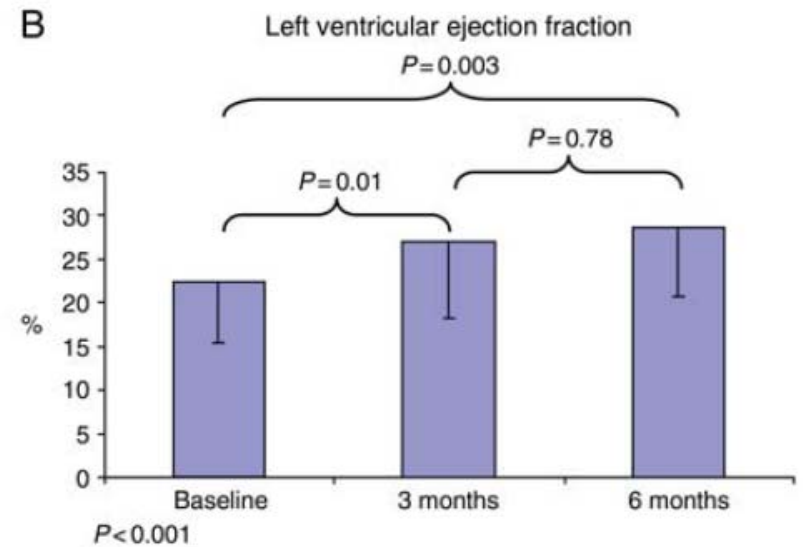 B
Left ventricular ejection fraction
P=0.003
P=0.78
P=0.01
35
30
25
20
15
10
5
0
%
Baseline 3 months 6 months
P<0.001